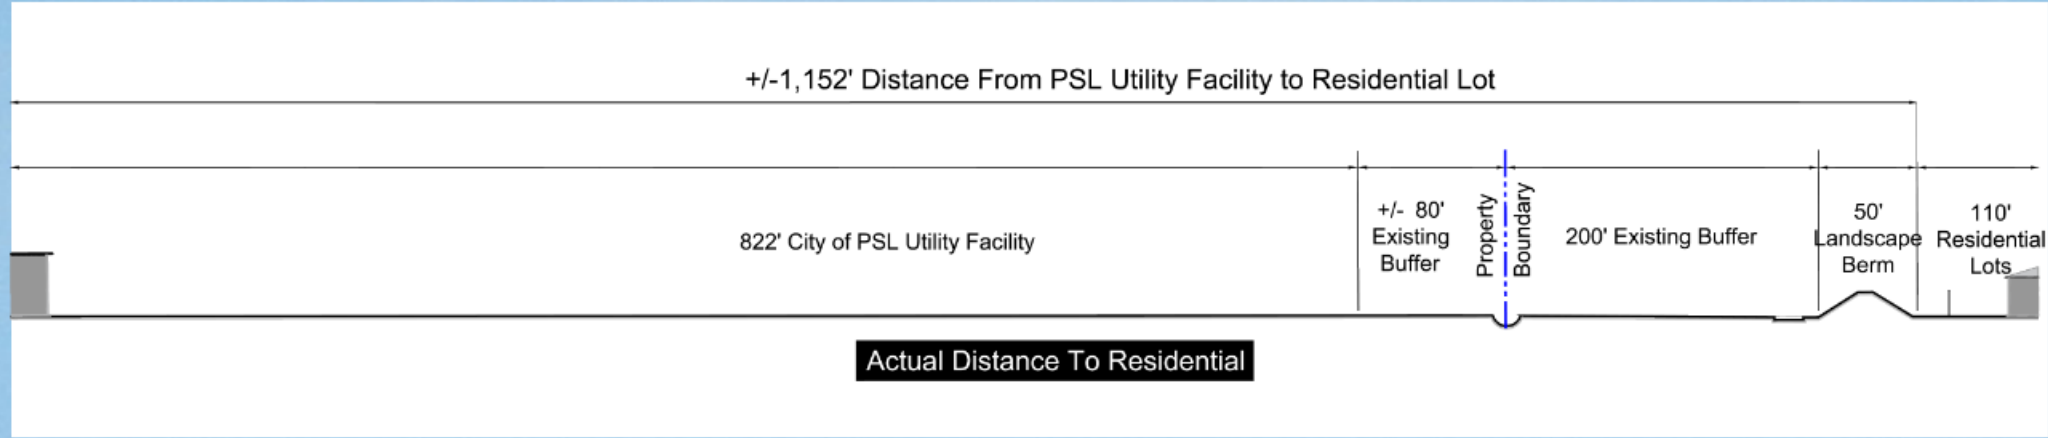 +/-1,152' Distance From PSL Utility Facility to Residential Lot
822' City of PSL Utility Facility
+/- 80'
Existing
Buffer
Property
Boundary
200' Existing Buffer
50'
Landscape
Berm
110'
Residential
Lots
Actual Distance To Residential